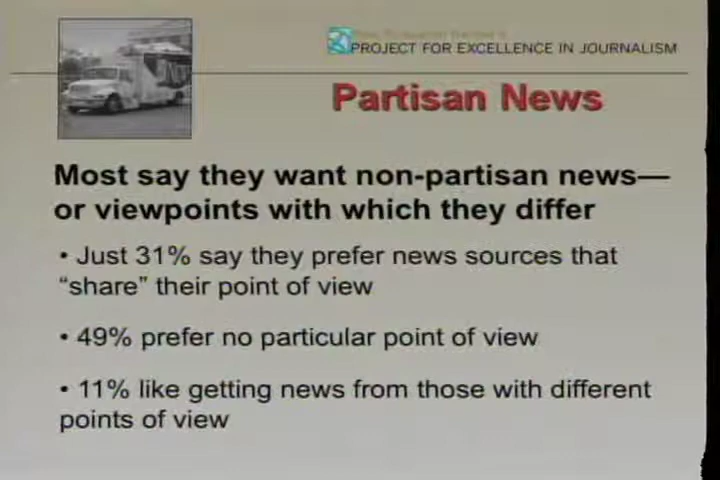 PROJECT FOR EXCELLENCE IN JOURNALISM
Partisan News
Most say they want non-partisan news—
or viewpoints with which they differ
• Just 31% say they prefer news sources that
“share” their point of view
• 49% prefer no particular point of view
• 11% like getting news from those with different
points of view